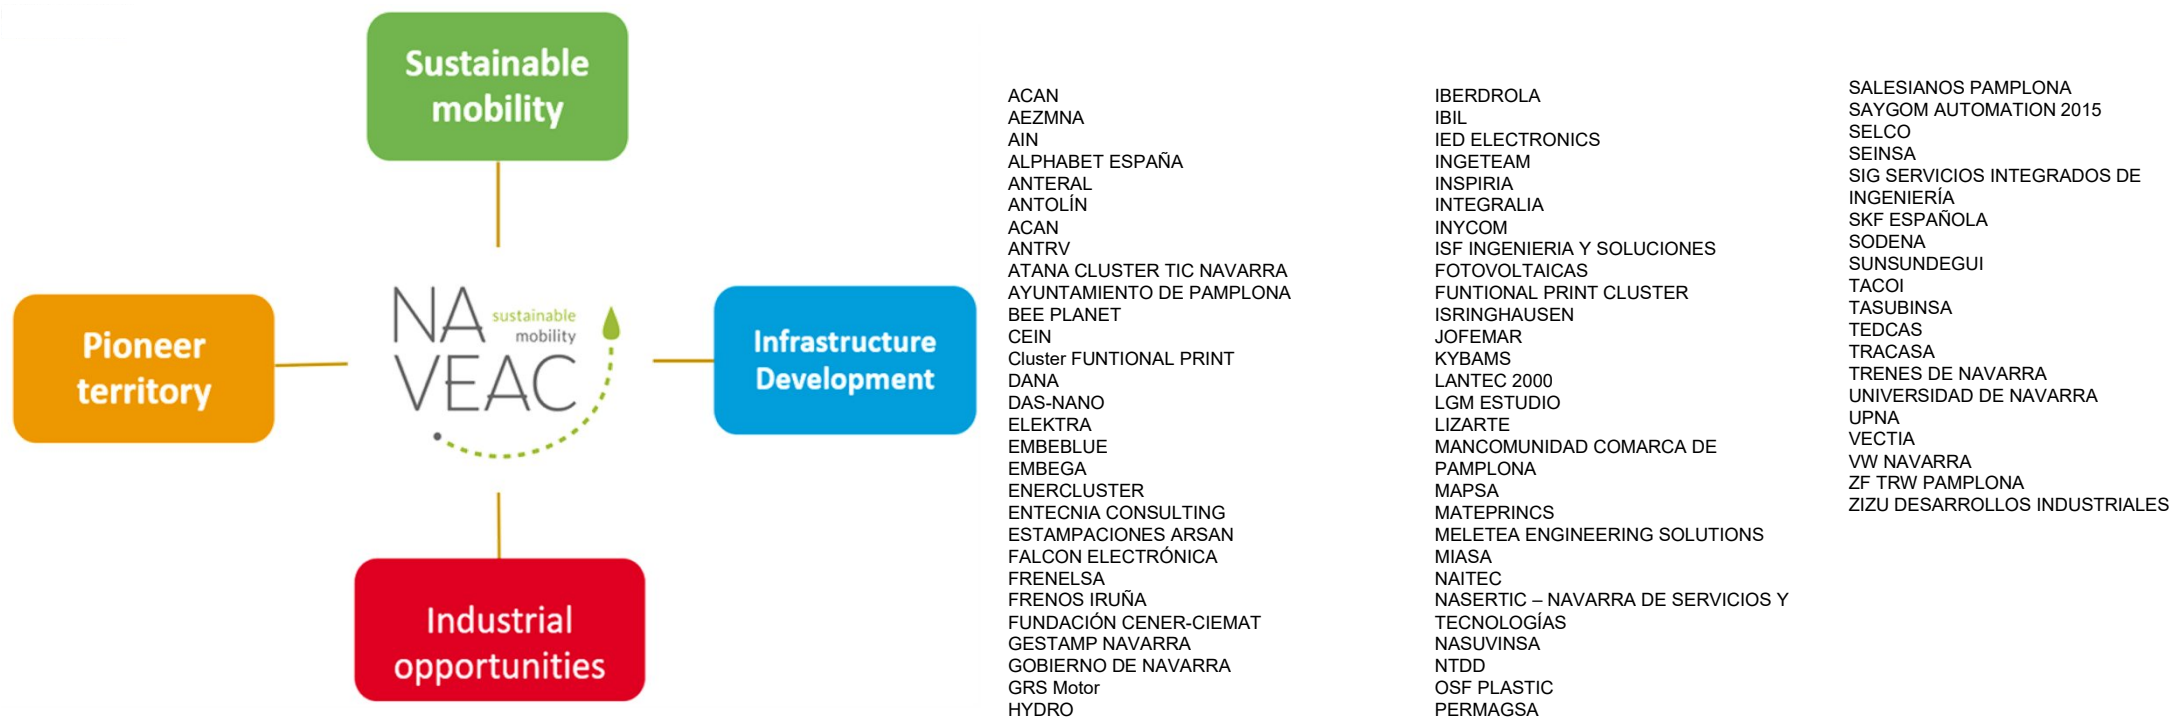 Sustainable
mobility
Pioneer
territory
NA
VEAC
sustainable
mobility
Infrastructure
Development
Industrial
opportunities
ACAN
AEZMNA
AIN
ALPHABET ESPAÑA
ANTERAL
ANTOLÍN
ACAN
ANTRV
ATANA CLUSTER TIC NAVARRA
AYUNTAMIENTO DE PAMPLONA
BEE PLANET
CEIN
Cluster FUNTIONAL PRINT
DANA
DAS-NANO
ELEKTRA
EMBEBLUE
EMBEGA
ENERCLUSTER
ENTECNIA CONSULTING
ESTAMPACIONES ARSAN
FALCON ELECTRÓNICA
FRENELSA
FRENOS IRUÑA
FUNDACIÓN CENER-CIEMAT
GESTAMP NAVARRA
GOBIERNO DE NAVARRA
GRS Motor
HYDRO
IBERDROLA
IBIL
IED ELECTRONICS
INGETEAM
INSPIRIA
INTEGRALIA
INYCOM
ISF INGENIERIA Y SOLUCIONES
FOTOVOLTAICAS
FUNTIONAL PRINT CLUSTER
ISRINGHAUSEN
JOFEMAR
KYBAMS
LANTEC 2000
LGM ESTUDIO
LIZARTE
MANCOMUNIDAD COMARCA DE
PAMPLONA
MAPSA
MATEPRINCS
MELETEA ENGINEERING SOLUTIONS
MIASA
NAITEC
NASERTIC – NAVARRA DE SERVICIOS Y
TECNOLOGÍAS
NASUVINSA
NTDD
OSF PLASTIC
PERMAGSA
SALESIANOS PAMPLONA
SAYGOM AUTOMATION 2015
SELCO
SEINSA
SIG SERVICIOS INTEGRADOS DE
INGENIERÍA
SKF ESPAÑOLA
SODENA
SUNSUNDEGUI
TACOI
TASUBINSA
TEDCAS
TRACASA
TRENES DE NAVARRA
UNIVERSIDAD DE NAVARRA
UPNA
VECTIA
VW NAVARRA
ZF TRW PAMPLONA
ZIZU DESARROLLOS INDUSTRIALES